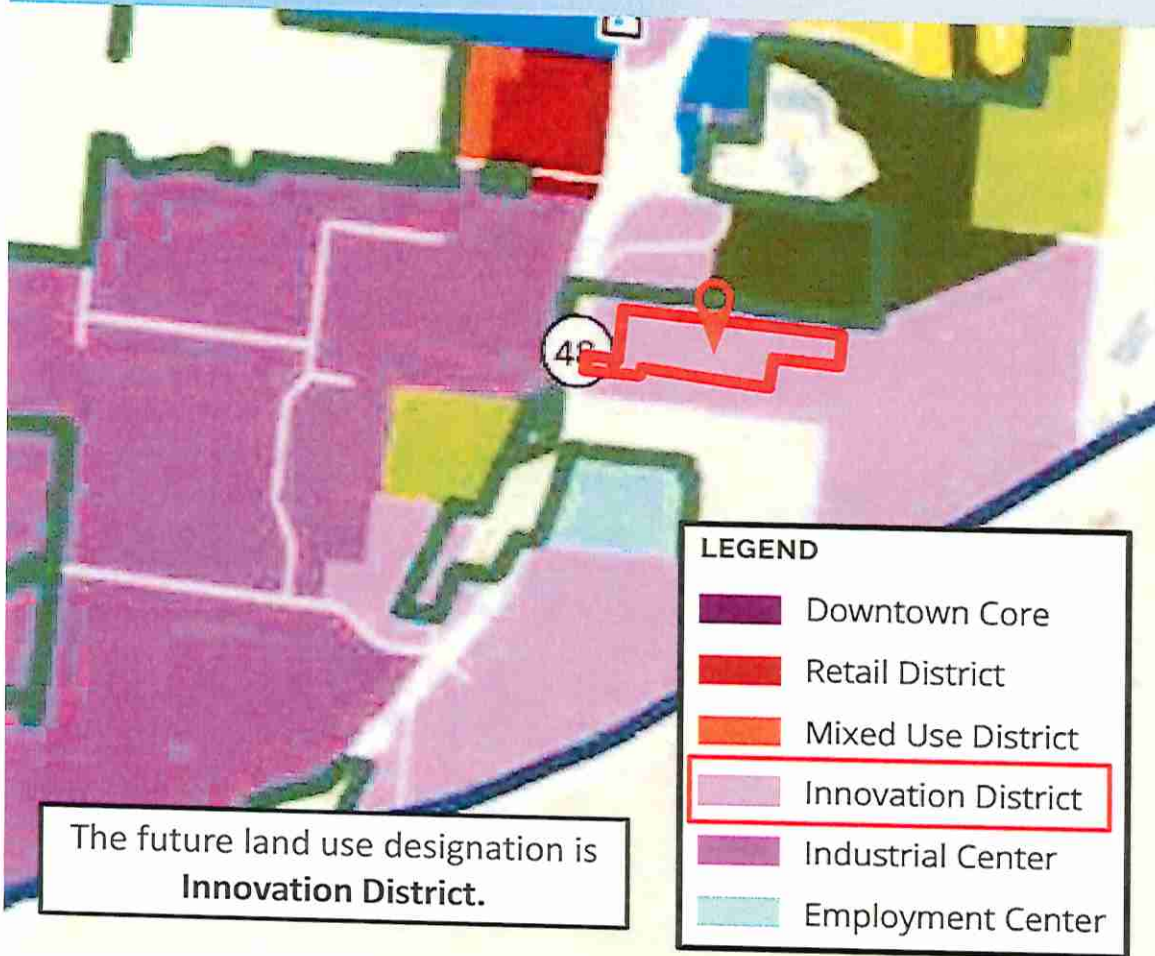 48
LEGEND
Downtown Core
Retail District
Mixed Use District
Innovation District
Industrial Center
Employment Center
The future land use designation is
Innovation District.